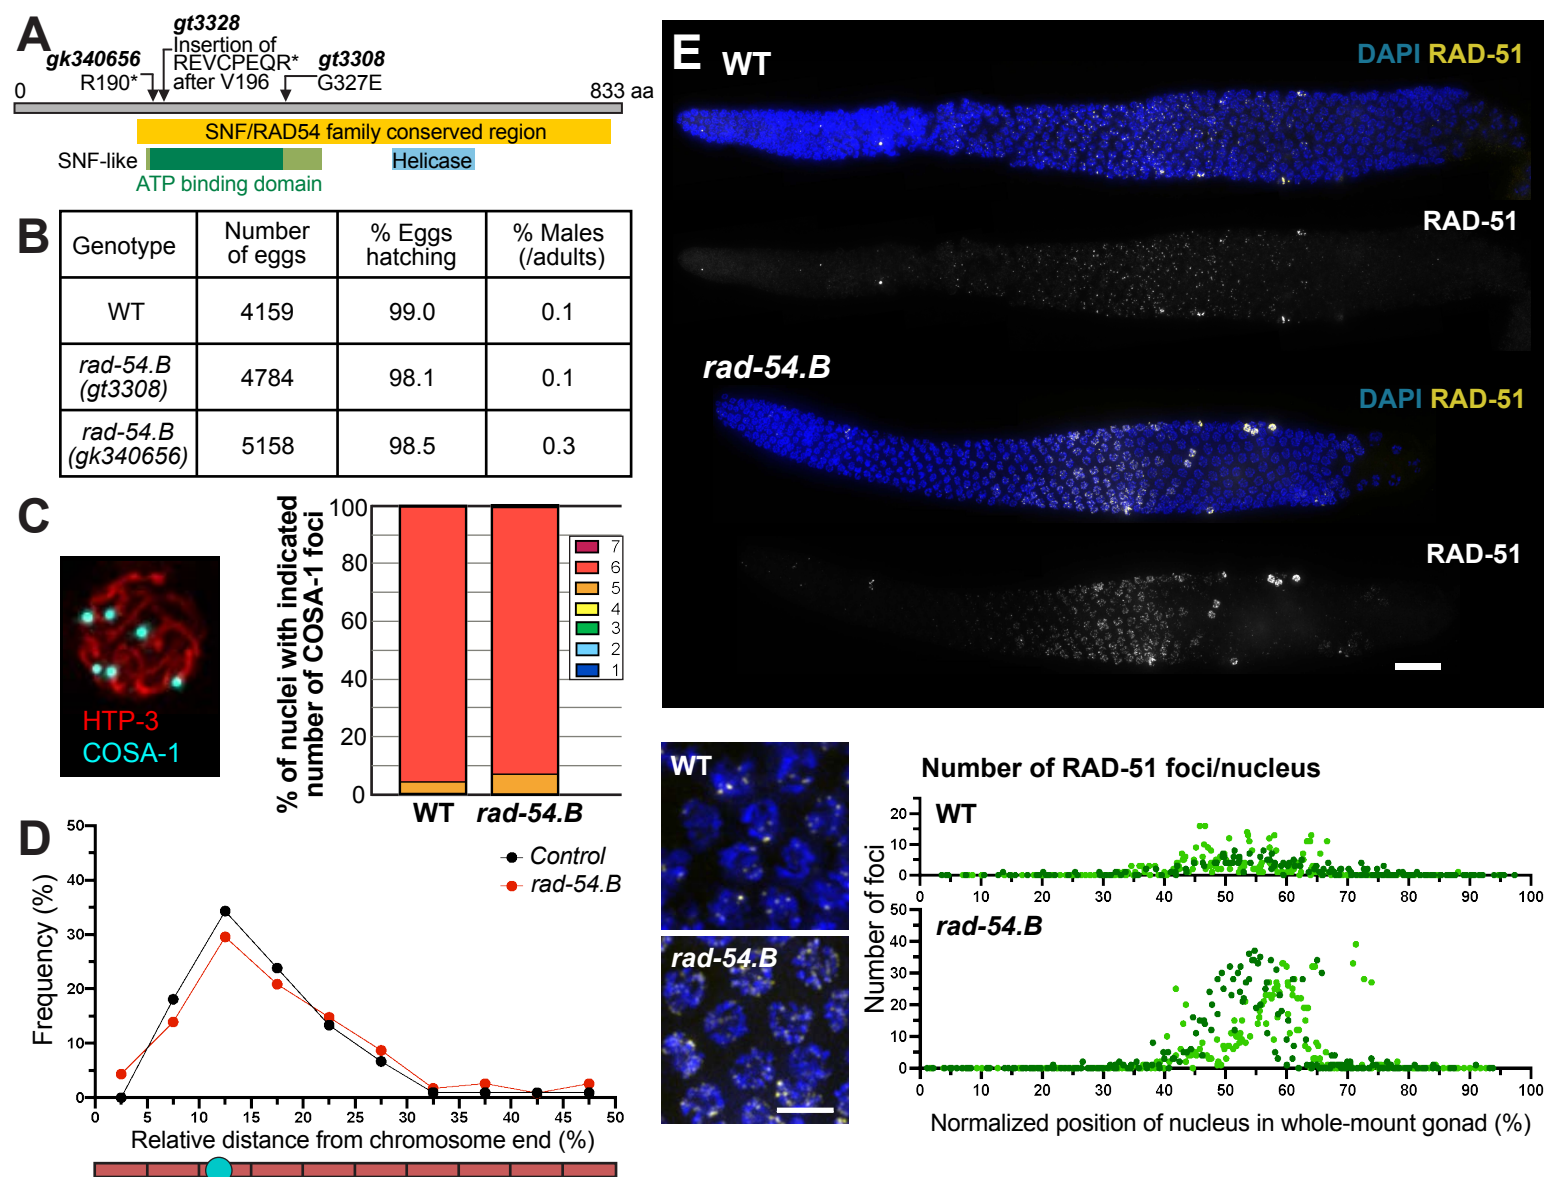 A
gt3328
Insertion of
REVCPEQR*
after V196
gk340656
R190*
gt3308
G327E
0
833 aa
SNF/RAD54 family conserved region
SNF-like
Helicase
ATP binding domain
B
Genotype
Number of eggs
% Eggs hatching
% Males (/adults)
WT 4159 99.0 0.1
rad-54.B (gt3308) 4784 98.1 0.1
rad-54.B (gk340656) 5158 98.5 0.3
C
HTP-3
COSA-1
% of nuclei with indicated
number of COSA-1 foci
100
80
60
40
20
0
7
6
5
4
3
2
1
WT rad-54.B
D
Frequency (%)
50
40
30
20
10
0
Control
rad-54.B
0 5 10 15 20 25 30 35 40 45 50
Relative distance from chromosome end (%)
E
WT
DAPI RAD-51
RAD-51
rad-54.B
DAPI RAD-51
RAD-51
WT
rad-54.B
Number of RAD-51 foci/nucleus
Number of foci
WT
20
10
0
0 10 20 30 40 50 60 70 80 90 100
rad-54.B
50
40
30
20
10
0
0 10 20 30 40 50 60 70 80 90 100
Normalized position of nucleus in whole-mount gonad (%)